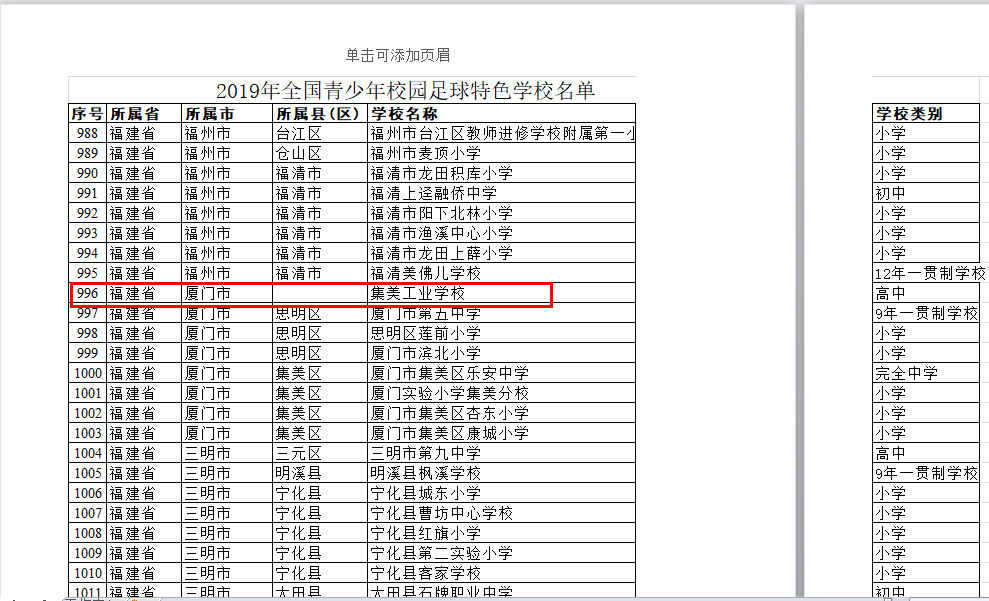 单击可添加页眉
2019年全国青少年校园足球特色学校名单
序号 所属省 所属市 所属县(区) 学校名称 学校类别
988 福建省 福州市 台江区 福州市台江区教师进修学校附属第一小 小学
989 福建省 福州市 仓山区 福州市麦顶小学 小学
990 福建省 福州市 福清市 福清市龙田积库小学 小学
991 福建省 福州市 福清市 福清上迳融侨中学 初中
992 福建省 福州市 福清市 福清市阳下北林小学 小学
993 福建省 福州市 福清市 福清市渔溪中心小学 小学
994 福建省 福州市 福清市 福清市龙田上薛小学 小学
995 福建省 福州市 福清市 福清美佛儿学校 12年一贯制学校
996 福建省 厦门市 集美工业学校 高中
997 福建省 厦门市 思明区 厦门市第五中学 9年一贯制学校
998 福建省 厦门市 思明区 思明区莲前小学 小学
999 福建省 厦门市 思明区 厦门市滨北小学 小学
1000 福建省 厦门市 集美区 厦门市集美区乐安中学 完全中学
1001 福建省 厦门市 集美区 厦门实验小学集美分校 小学
1002 福建省 厦门市 集美区 厦门市集美区杏东小学 小学
1003 福建省 厦门市 集美区 厦门市集美区康城小学 小学
1004 福建省 三明市 三元区 三明市第九中学 高中
1005 福建省 三明市 明溪县 明溪县枫溪学校 9年一贯制学校
1006 福建省 三明市 宁化县 宁化县城东小学 小学
1007 福建省 三明市 宁化县 宁化县曹坊中心学校 小学
1008 福建省 三明市 宁化县 宁化县红旗小学 小学
1009 福建省 三明市 宁化县 宁化县第二实验小学 小学
1010 福建省 三明市 宁化县 宁化县客家学校 小学
1011 福建省 三明市 大田县 大田县石牌职业中学 初中